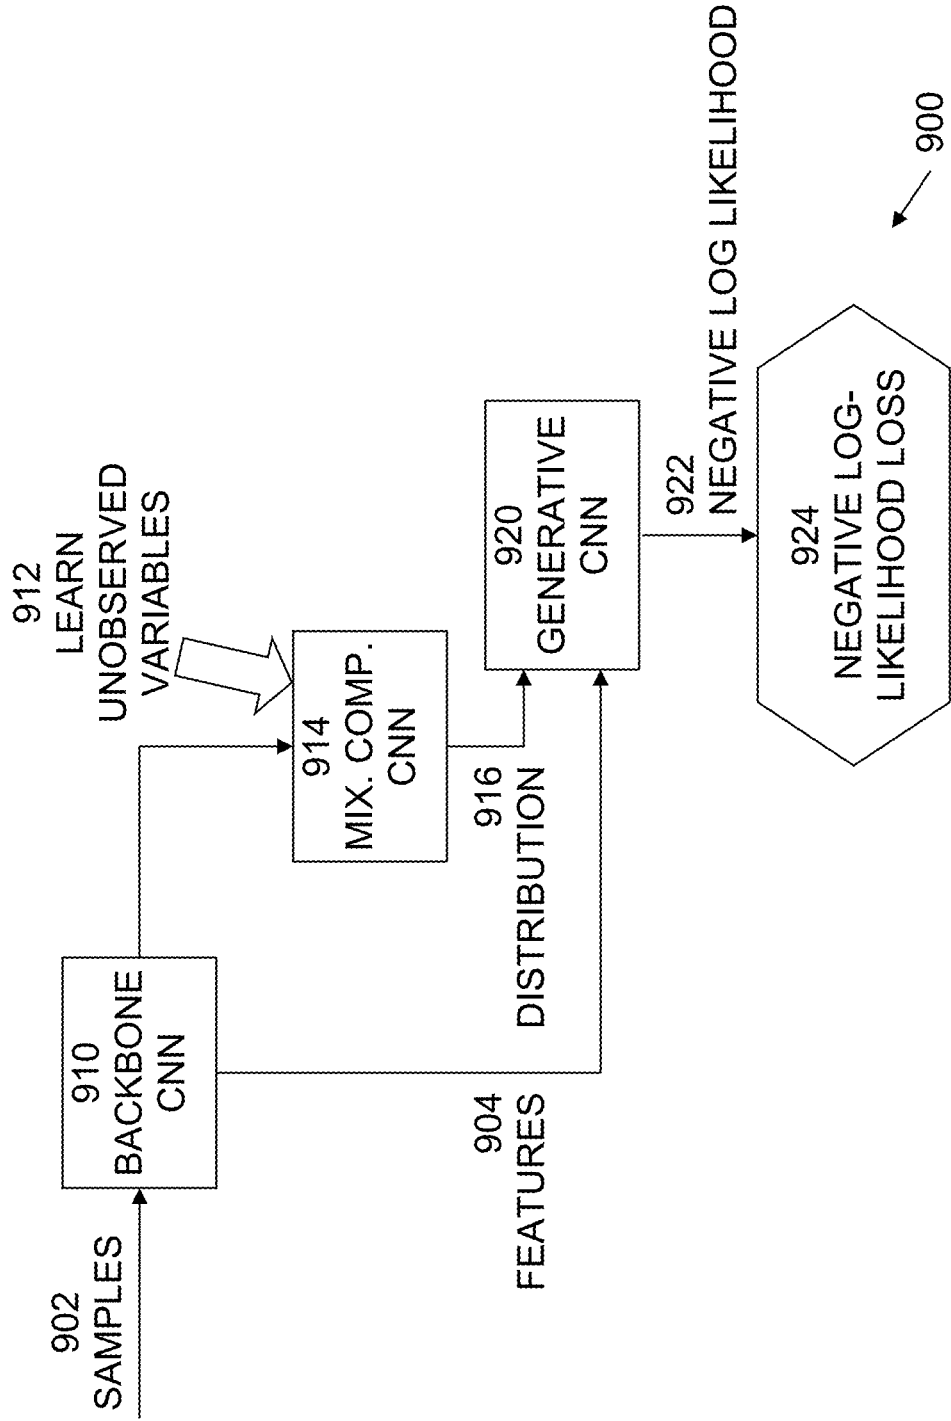 902
SAMPLES
910
BACKBONE
CNN
912
LEARN
UNOBSERVED
VARIABLES
914
MIX. COMP.
CNN
904
FEATURES
916
DISTRIBUTION
920
GENERATIVE
CNN
922
NEGATIVE LOG LIKELIHOOD
924
NEGATIVE LOG-
LIKELIHOOD LOSS
900